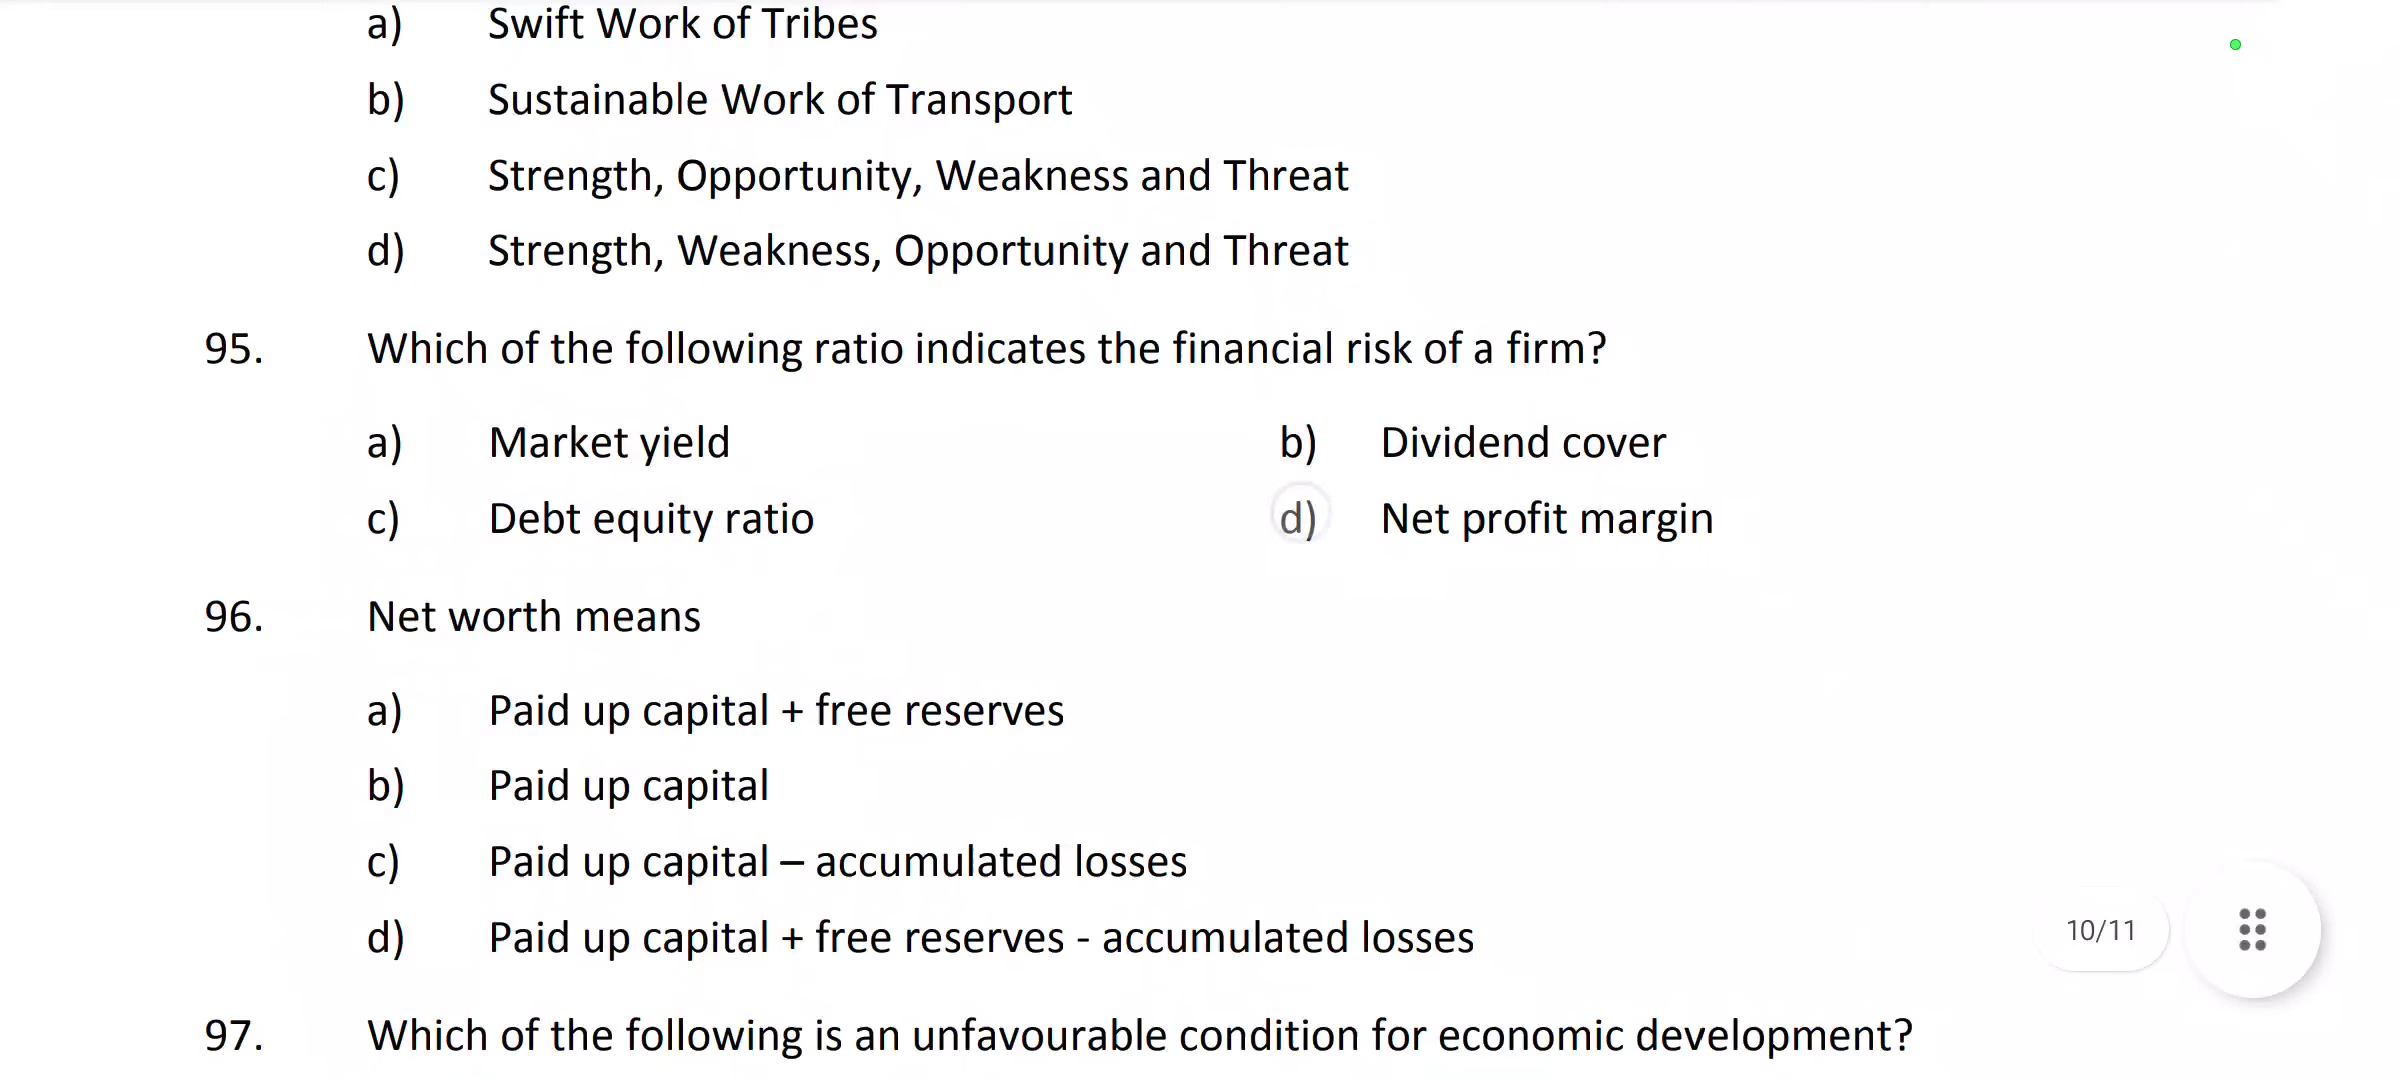 a) Swift Work of Tribes
b) Sustainable Work of Transport
c) Strength, Opportunity, Weakness and Threat
d) Strength, Weakness, Opportunity and Threat
95. Which of the following ratio indicates the financial risk of a firm?
a) Market yield b) Dividend cover
c) Debt equity ratio d) Net profit margin
96. Net worth means
a) Paid up capital + free reserves
b) Paid up capital
c) Paid up capital – accumulated losses
d) Paid up capital + free reserves - accumulated losses
10/11
97. Which of the following is an unfavourable condition for economic development?